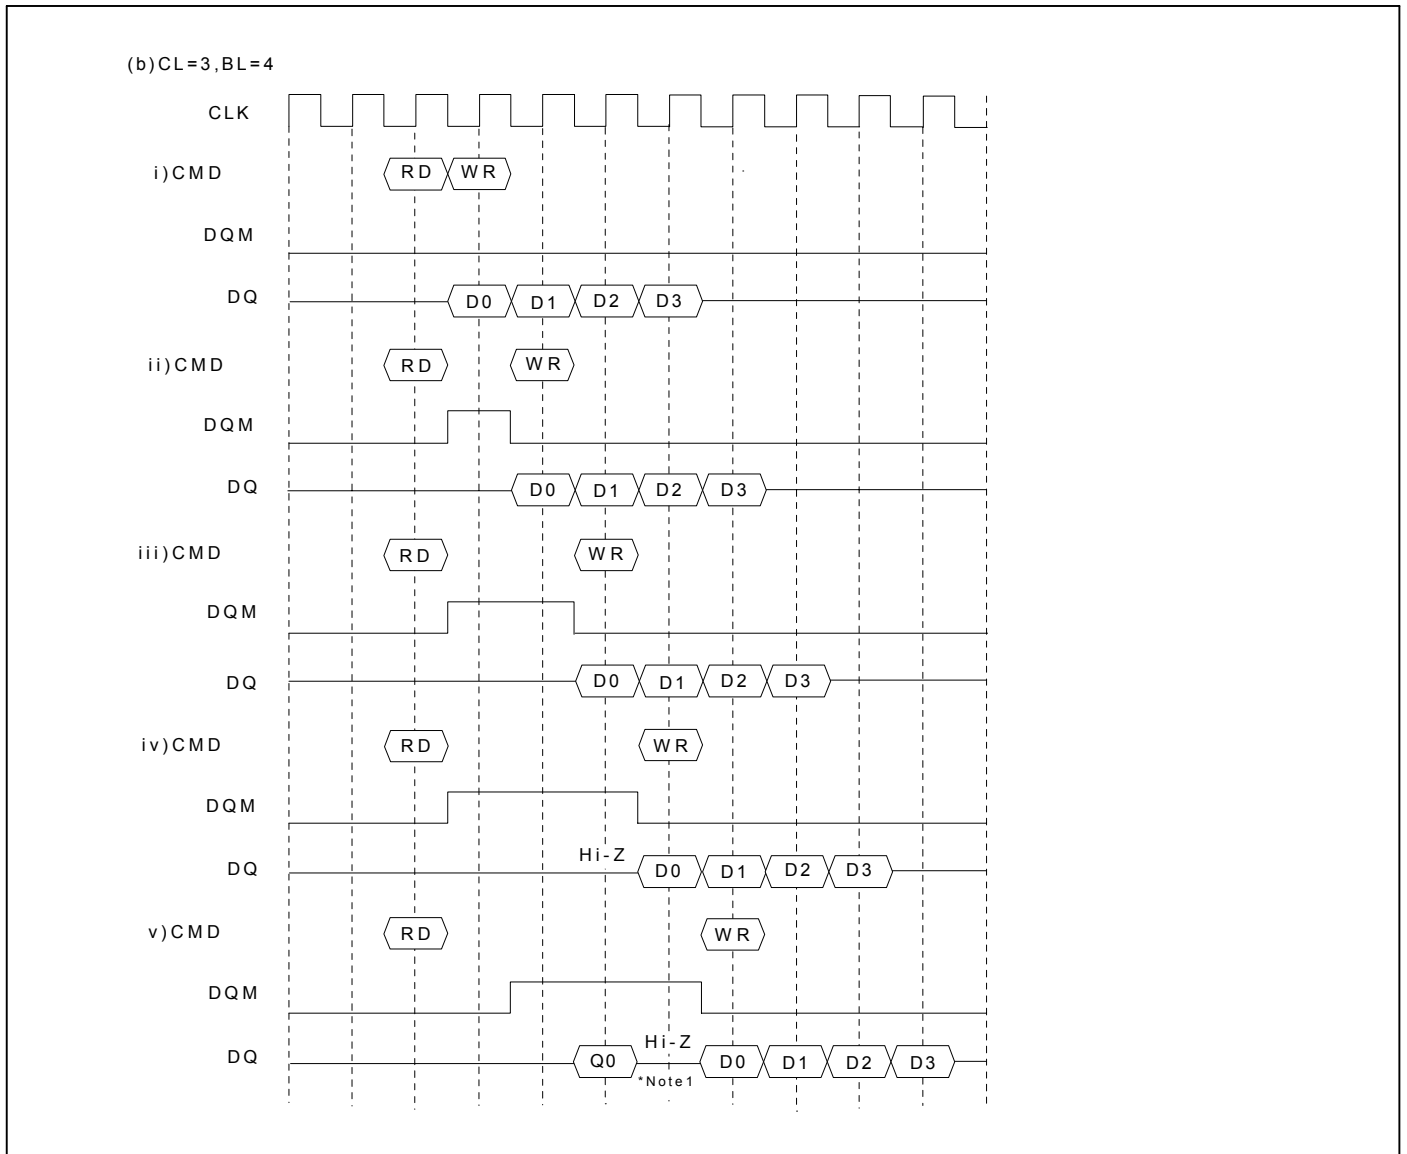 (b)CL=3,BL=4
CLK
i)CMD RD WR
DQM
DQ D0 D1 D2 D3
ii)CMD RD WR
DQM
DQ D0 D1 D2 D3
iii)CMD RD WR
DQM
DQ D0 D1 D2 D3
iv)CMD RD WR
DQM
DQ Hi-Z D0 D1 D2 D3
v)CMD RD WR
DQM
DQ Q0 Hi-Z D0 D1 D2 D3
*Note1